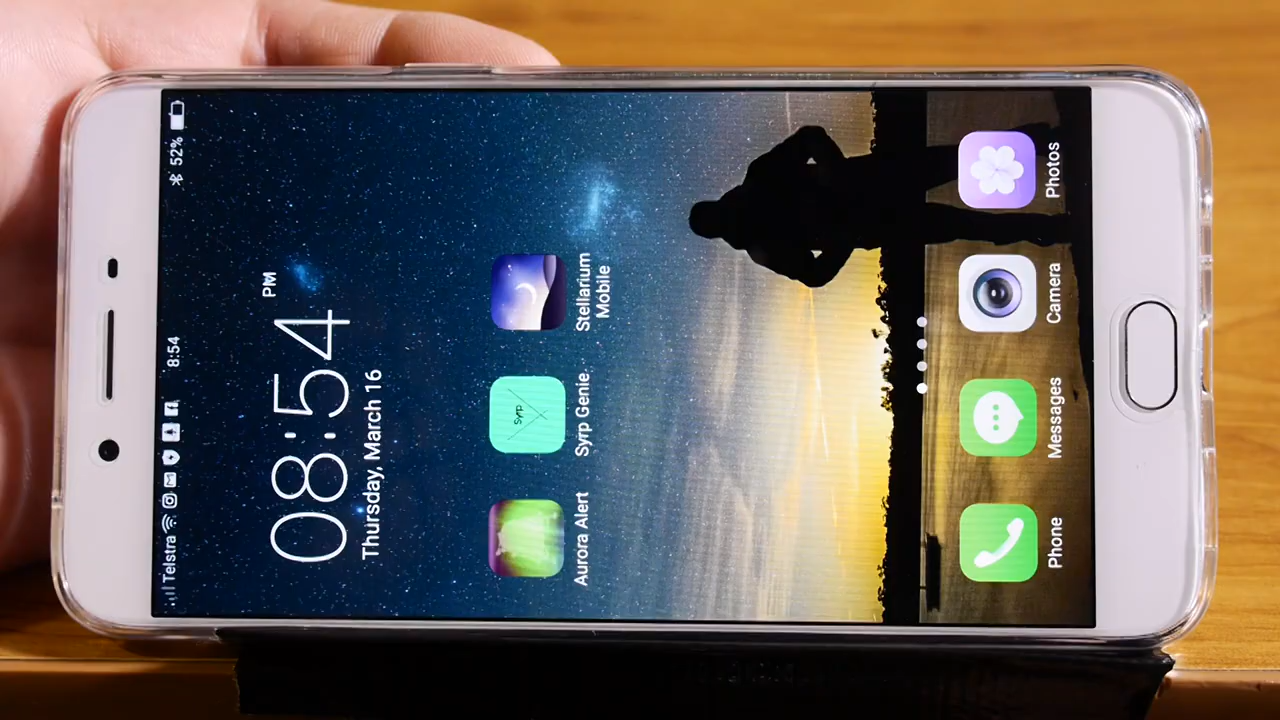 Telstra 8:54 52%
08:54 PM
Thursday, March 16
Aurora Alert
Syrp
Syrp Genie
Stellarium
Mobile
Phone
Messages
Camera
Photos